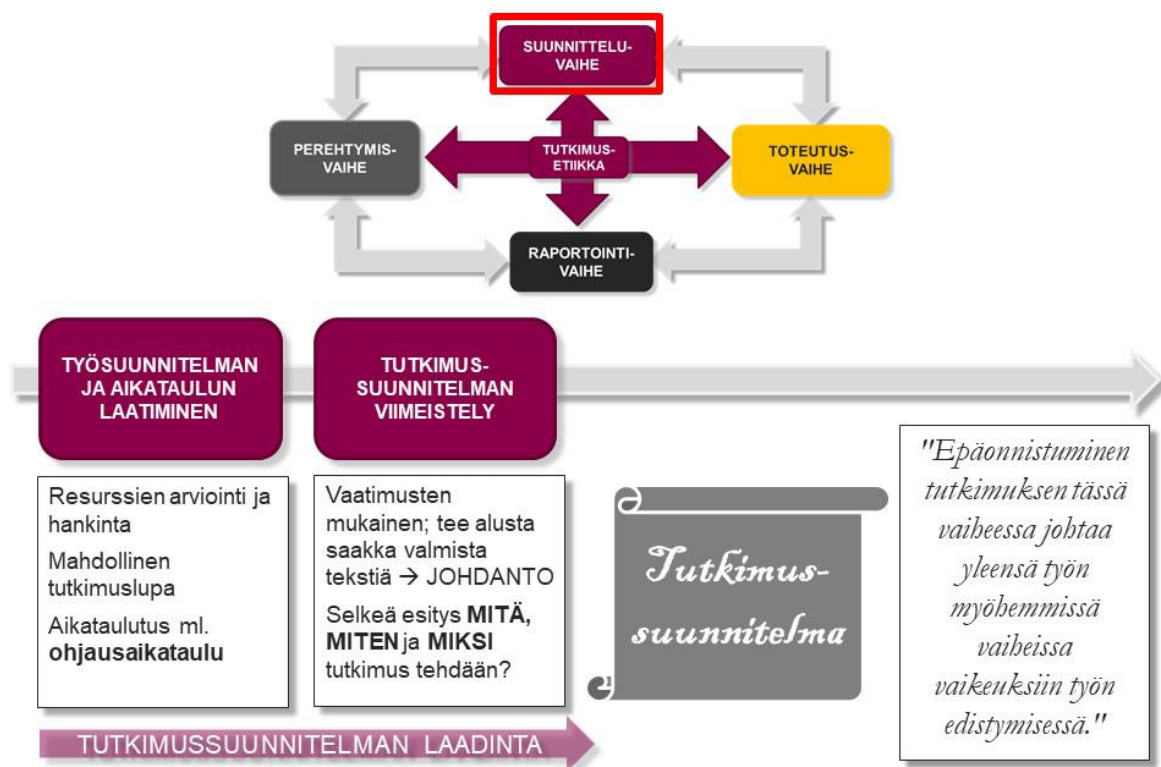 SUUNNITTELU-
VAIHE
PEREHTYMIS-
VAIHE
TUTKIMUS-
ETIIKKA
TOTEUTUS-
VAIHE
RAPORTOINTI-
VAIHE
TYÖSUUNNITELMAN
JA AIKATAULUN
LAATIMINEN
TUTKIMUS-
SUUNNITELMAN
VIIMEISTELY
Resurssien arviointi ja
hankinta
Mahdollinen
tutkimuslupa
Aikataulutus ml.
ohjausaikataulu
Vaatimusten
mukainen; tee alusta
saakka valmista
tekstiä → JOHDANTO
Selkeä esitys MITÄ,
MITEN ja MIKSI
tutkimus tehdään?
Tutkimus-
suunnitelma
"Epäonnistuminen
tutkimuksen tässä
vaiheessa johtaa
yleensä työn
myöhemmissä
vaiheissa
vaikeuksiin työn
edistymisessä."
TUTKIMUSSUUNNITELMAN LAADINTA